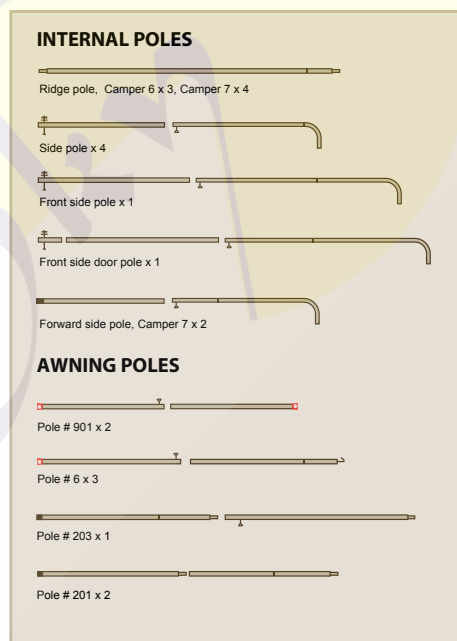 INTERNAL POLES
Ridge pole, Camper 6 x 3, Camper 7 x 4
Side pole x 4
Front side pole x 1
Front side door pole x 1
Forward side pole, Camper 7 x 2
AWNING POLES
Pole # 901 x 2
Pole # 6 x 3
Pole # 203 x 1
Pole # 201 x 2